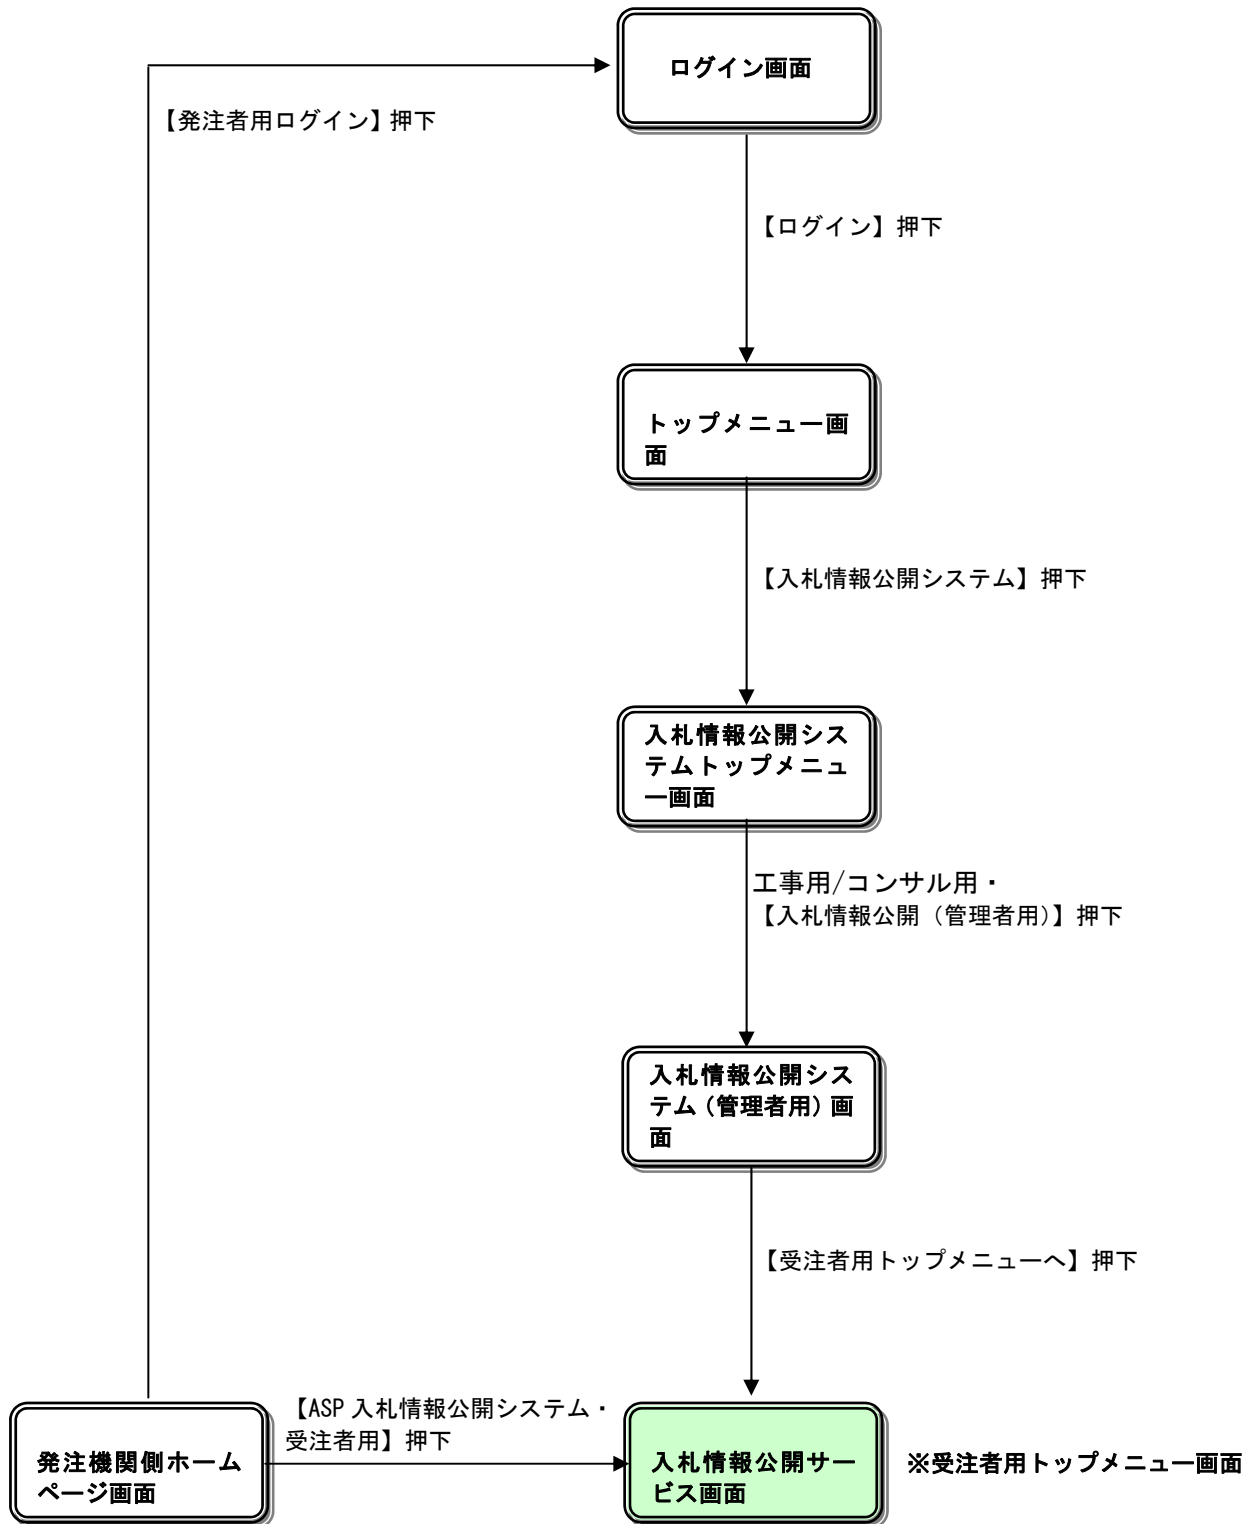 ログイン画面
【発注者用ログイン】押下
【ログイン】押下
トップメニュー画
面
【入札情報公開システム】押下
入札情報公開シス
テムトップメニュ
ー画面
工事用/コンサル用・
【入札情報公開（管理者用）】押下
入札情報公開シス
テム（管理者用）画
面
【受注者用トップメニューへ】押下
【ASP 入札情報公開システム・
受注者用】押下
発注機関側ホーム
ページ画面
入札情報公開サー
ビス画面
※受注者用トップメニュー画面